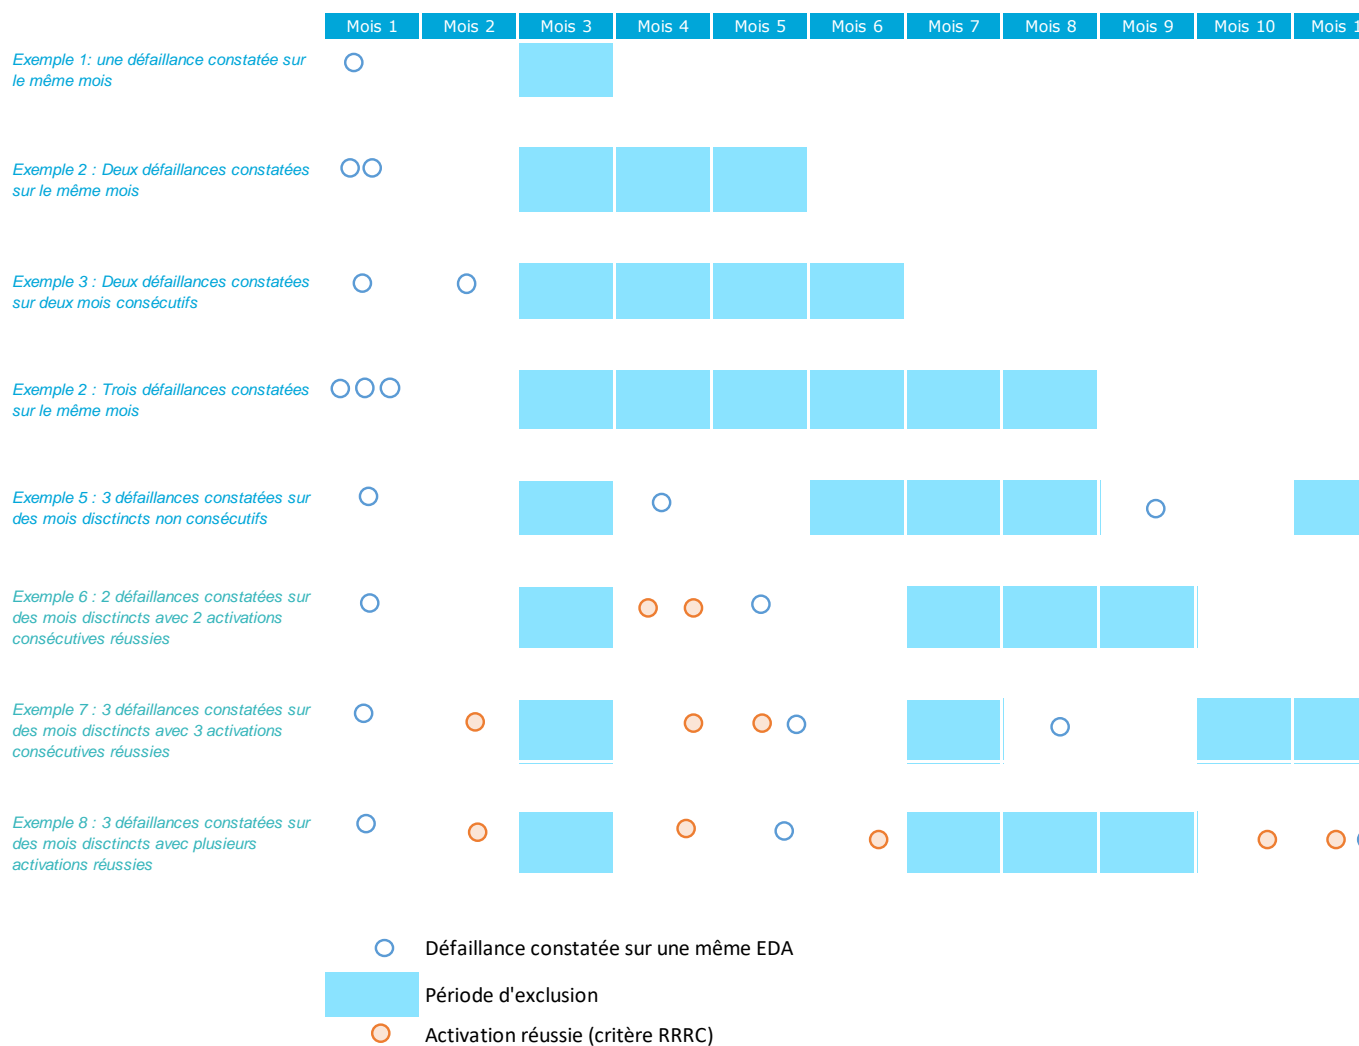 Mois 1 Mois 2 Mois 3 Mois 4 Mois 5 Mois 6 Mois 7 Mois 8 Mois 9 Mois 10 Mois 1
Exemple 1: une défaillance constatée sur
le même mois
Exemple 2 : Deux défaillances constatées
sur le même mois
Exemple 3 : Deux défaillances constatées
sur deux mois consécutifs
Exemple 2 : Trois défaillances constatées
sur le même mois
Exemple 5 : 3 défaillances constatées sur
des mois disctincts non consécutifs
Exemple 6 : 2 défaillances constatées sur
des mois disctincts avec 2 activations
consécutives réussies
Exemple 7 : 3 défaillances constatées sur
des mois disctincts avec 3 activations
consécutives réussies
Exemple 8 : 3 défaillances constatées sur
des mois disctincts avec plusieurs
activations réussies
Défaillance constatée sur une même EDA
Période d'exclusion
Activation réussie (critère RRRC)